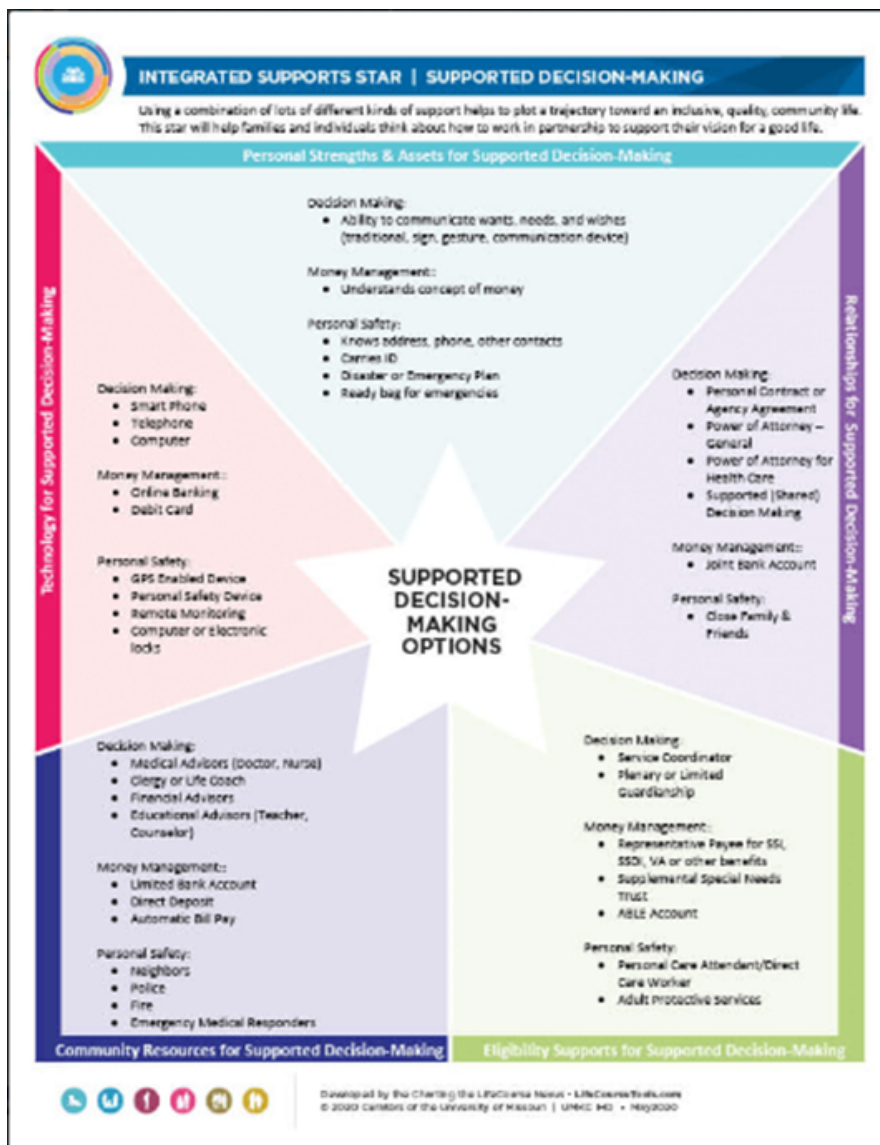 INTEGRATED SUPPORTS STAR | SUPPORTED DECISION-MAKING
Using a combination of lots of different kinds of support helps to plot a trajectory toward an inclusive, quality, community life.
This star will help families and individuals think about how to work in partnership to support their vision for a good life.
Personal Strengths & Assets for Supported Decision-Making
Decision Making:
• Ability to communicate wants, needs, and wishes
(traditional, sign, gesture, communication device)
Money Management::
• Understands concept of money
Personal Safety:
• Knows address, phone, other contacts
• Carries ID
• Disaster or Emergency Plan
• Ready bag for emergencies
Technology for Supported Decision-Making
Decision Making:
• Smart Phone
• Telephone
• Computer
Money Management::
• Online Banking
• Debit Card
Personal Safety:
• GPS Enabled Device
• Personal Safety Device
• Remote Monitoring
• Computer or Electronic
locks
Relationships for Supported Decision-Making
Decision Making:
• Personal Contract or
Agency Agreement
• Power of Attorney –
General
• Power of Attorney for
Health Care
• Supported (Shared)
Decision Making
Money Management::
• Joint Bank Account
Personal Safety:
• Close Family &
Friends
SUPPORTED
DECISION-
MAKING
OPTIONS
Decision Making:
• Medical Advisors (Doctor, Nurse)
• Clergy or Life Coach
• Financial Advisors
• Educational Advisors (Teacher,
Counselor)
Money Management::
• Limited Bank Account
• Direct Deposit
• Automatic Bill Pay
Personal Safety:
• Neighbors
• Police
• Fire
• Emergency Medical Responders
Community Resources for Supported Decision-Making
Decision Making:
• Service Coordinator
• Plenary or Limited
Guardianship
Money Management::
• Representative Payee for SSI,
SSDI, VA or other benefits
• Supplemental Special Needs
Trust
• ABLE Account
Personal Safety:
• Personal Care Attendant/Direct
Care Worker
• Adult Protective Services
Eligibility Supports for Supported Decision-Making
Developed by the Charting the LifeCourse Nexus - LifeCourseTools.com
© 2020 Curators of the University of Missouri | UMKC IHD • May2020